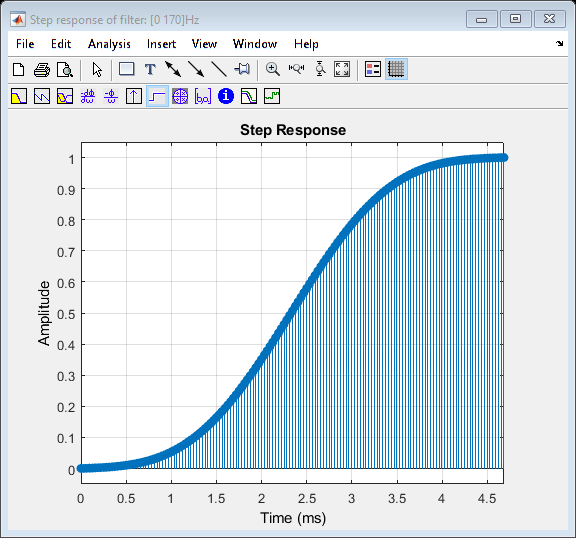 Step response of filter: [0 170]Hz
File Edit Analysis Insert View Window Help
T
Step Response
1
0.9
0.8
0.7
0.6
0.5
0.4
0.3
0.2
0.1
0
Amplitude
0 0.5 1 1.5 2 2.5 3 3.5 4 4.5
Time (ms)